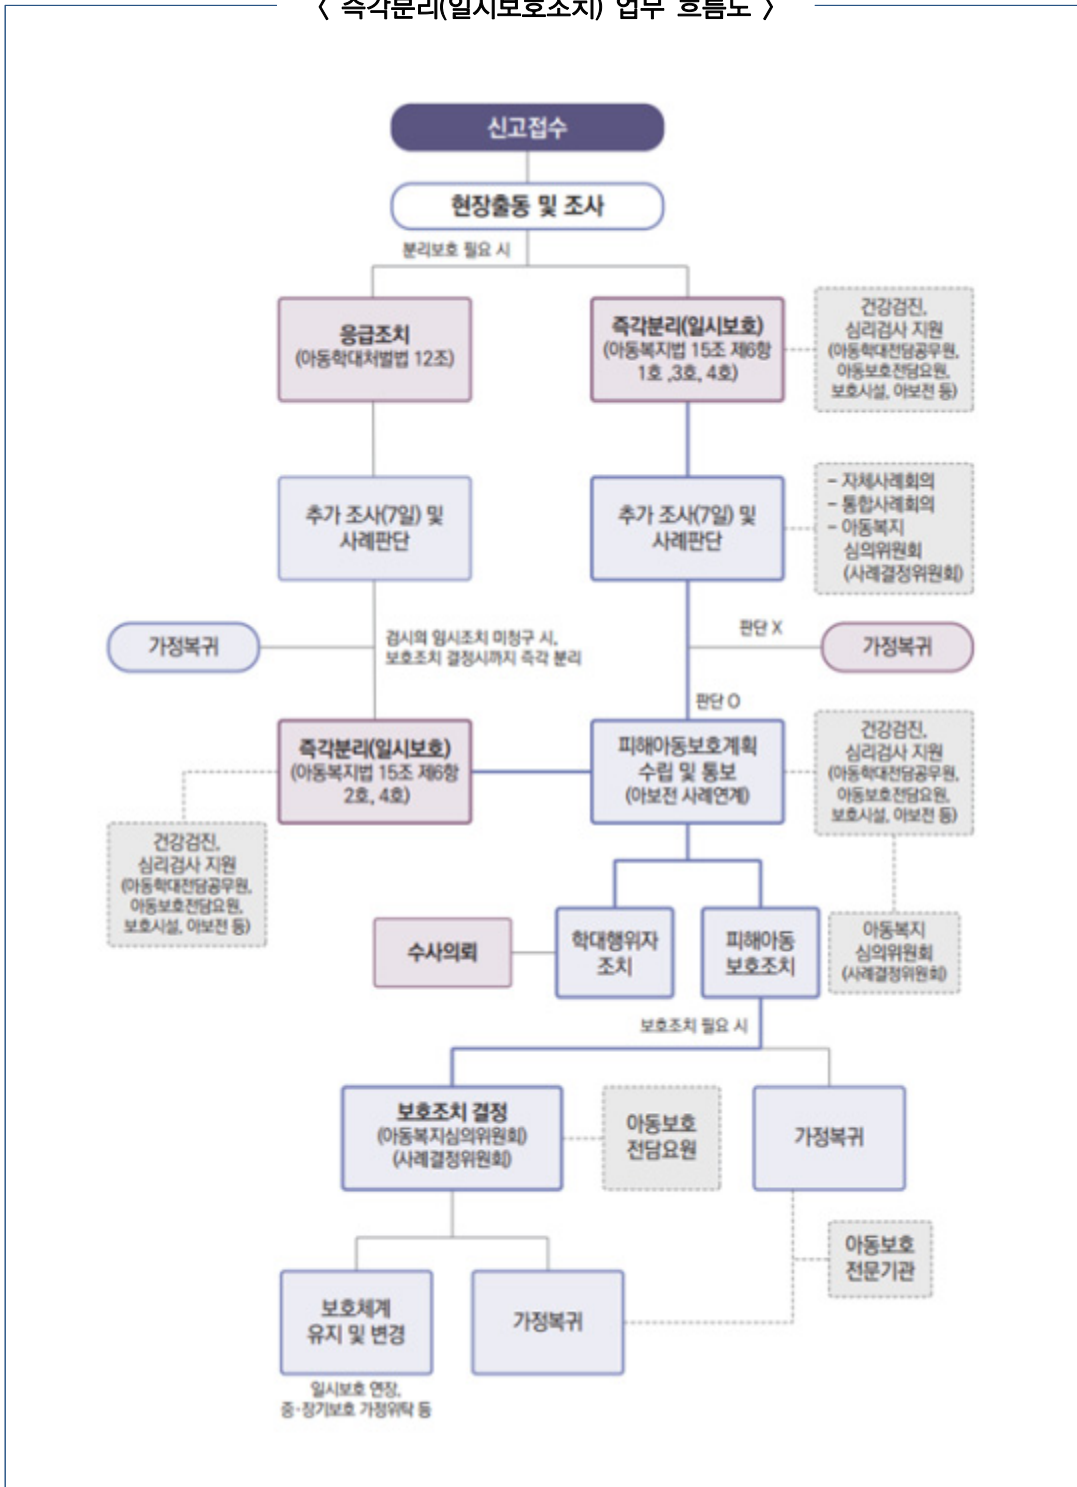 〈 즉각분리(일시보호조치) 업무 흐름도 〉
신고접수
현장출동 및 조사
분리보호 필요 시
응급조치
(아동학대처벌법 12조)
즉각분리(일시보호)
(아동복지법 15조 제6항
1호 ,3호, 4호)
건강검진,
심리검사 지원
(아동학대전담공무원,
아동보호전담요원,
보호시설, 아보전 등)
추가 조사(7일) 및
사례판단
추가 조사(7일) 및
사례판단
- 자체사례회의
- 통합사례회의
- 아동복지
심의위원회
(사례결정위원회)
가정복귀
검시의 임시조치 미청구 시,
보호조치 결정시까지 즉각 분리
판단 X
가정복귀
판단 O
즉각분리(일시보호)
(아동복지법 15조 제6항
2호, 4호)
피해아동보호계획
수립 및 통보
(아보전 사례연계)
건강검진,
심리검사 지원
(아동학대전담공무원,
아동보호전담요원,
보호시설, 아보전 등)
건강검진,
심리검사 지원
(아동학대전담공무원,
아동보호전담요원,
보호시설, 아보전 등)
수사의뢰
학대행위자
조치
피해아동
보호조치
아동복지
심의위원회
(사례결정위원회)
보호조치 필요 시
보호조치 결정
(아동복지심의위원회)
(사례결정위원회)
아동보호
전담요원
가정복귀
아동보호
전문기관
보호체계
유지 및 변경
가정복귀
일시보호 연장,
중·장기보호 가정위탁 등